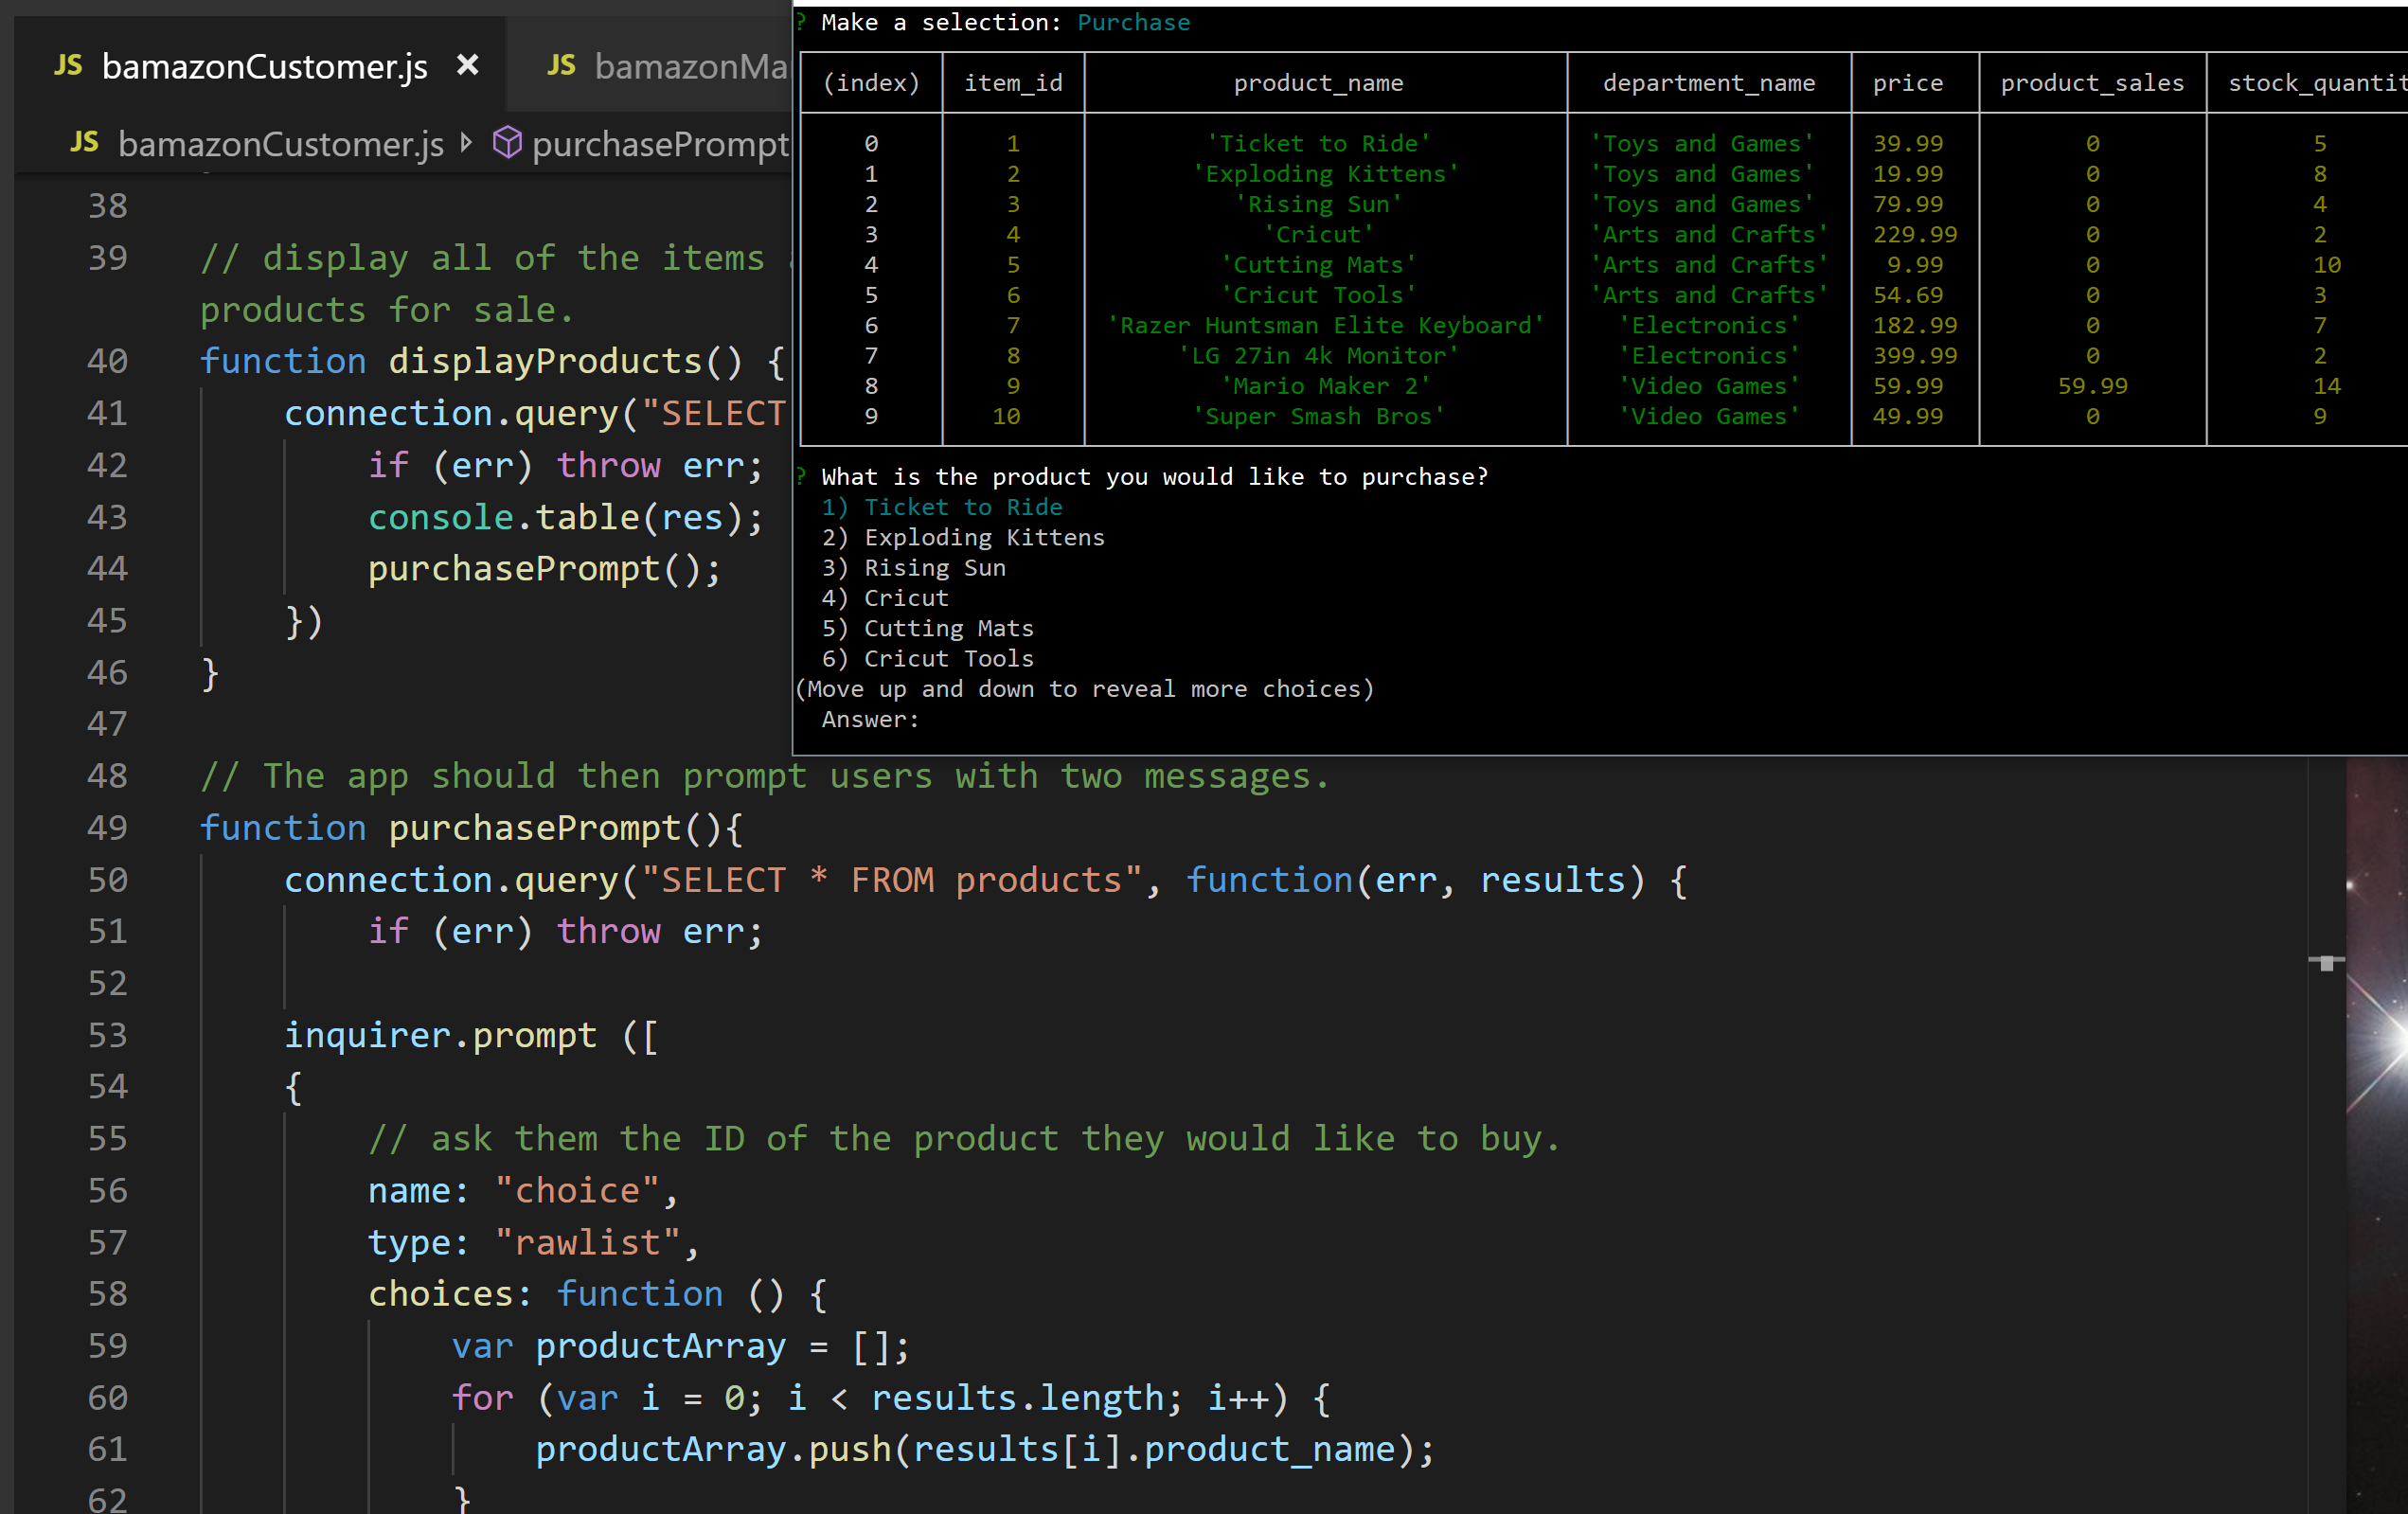 JS bamazonCustomer.js ×
JS bamazonMa
JS bamazonCustomer.js purchasePrompt
38
39 // display all of the items
products for sale.
40 function displayProducts() {
41 connection.query("SELECT
42 if (err) throw err;
43 console.table(res);
44 purchasePrompt();
45 })
46 }
47
48 // The app should then prompt users with two messages.
49 function purchasePrompt(){
50 connection.query("SELECT * FROM products", function(err, results) {
51 if (err) throw err;
52
53 inquirer.prompt ([
54 {
55 // ask them the ID of the product they would like to buy.
56 name: "choice",
57 type: "rawlist",
58 choices: function () {
59 var productArray = [];
60 for (var i = 0; i < results.length; i++) {
61 productArray.push(results[i].product_name);
62 }
? Make a selection: Purchase
(index) item_id product_name department_name price product_sales stock_quantit
0 1 'Ticket to Ride' 'Toys and Games' 39.99 0 5
1 2 'Exploding Kittens' 'Toys and Games' 19.99 0 8
2 3 'Rising Sun' 'Toys and Games' 79.99 0 4
3 4 'Cricut' 'Arts and Crafts' 229.99 0 2
4 5 'Cutting Mats' 'Arts and Crafts' 9.99 0 10
5 6 'Cricut Tools' 'Arts and Crafts' 54.69 0 3
6 7 'Razer Huntsman Elite Keyboard' 'Electronics' 182.99 0 7
7 8 'LG 27in 4k Monitor' 'Electronics' 399.99 0 2
8 9 'Mario Maker 2' 'Video Games' 59.99 59.99 14
9 10 'Super Smash Bros' 'Video Games' 49.99 0 9
? What is the product you would like to purchase?
1) Ticket to Ride
2) Exploding Kittens
3) Rising Sun
4) Cricut
5) Cutting Mats
6) Cricut Tools
(Move up and down to reveal more choices)
Answer: